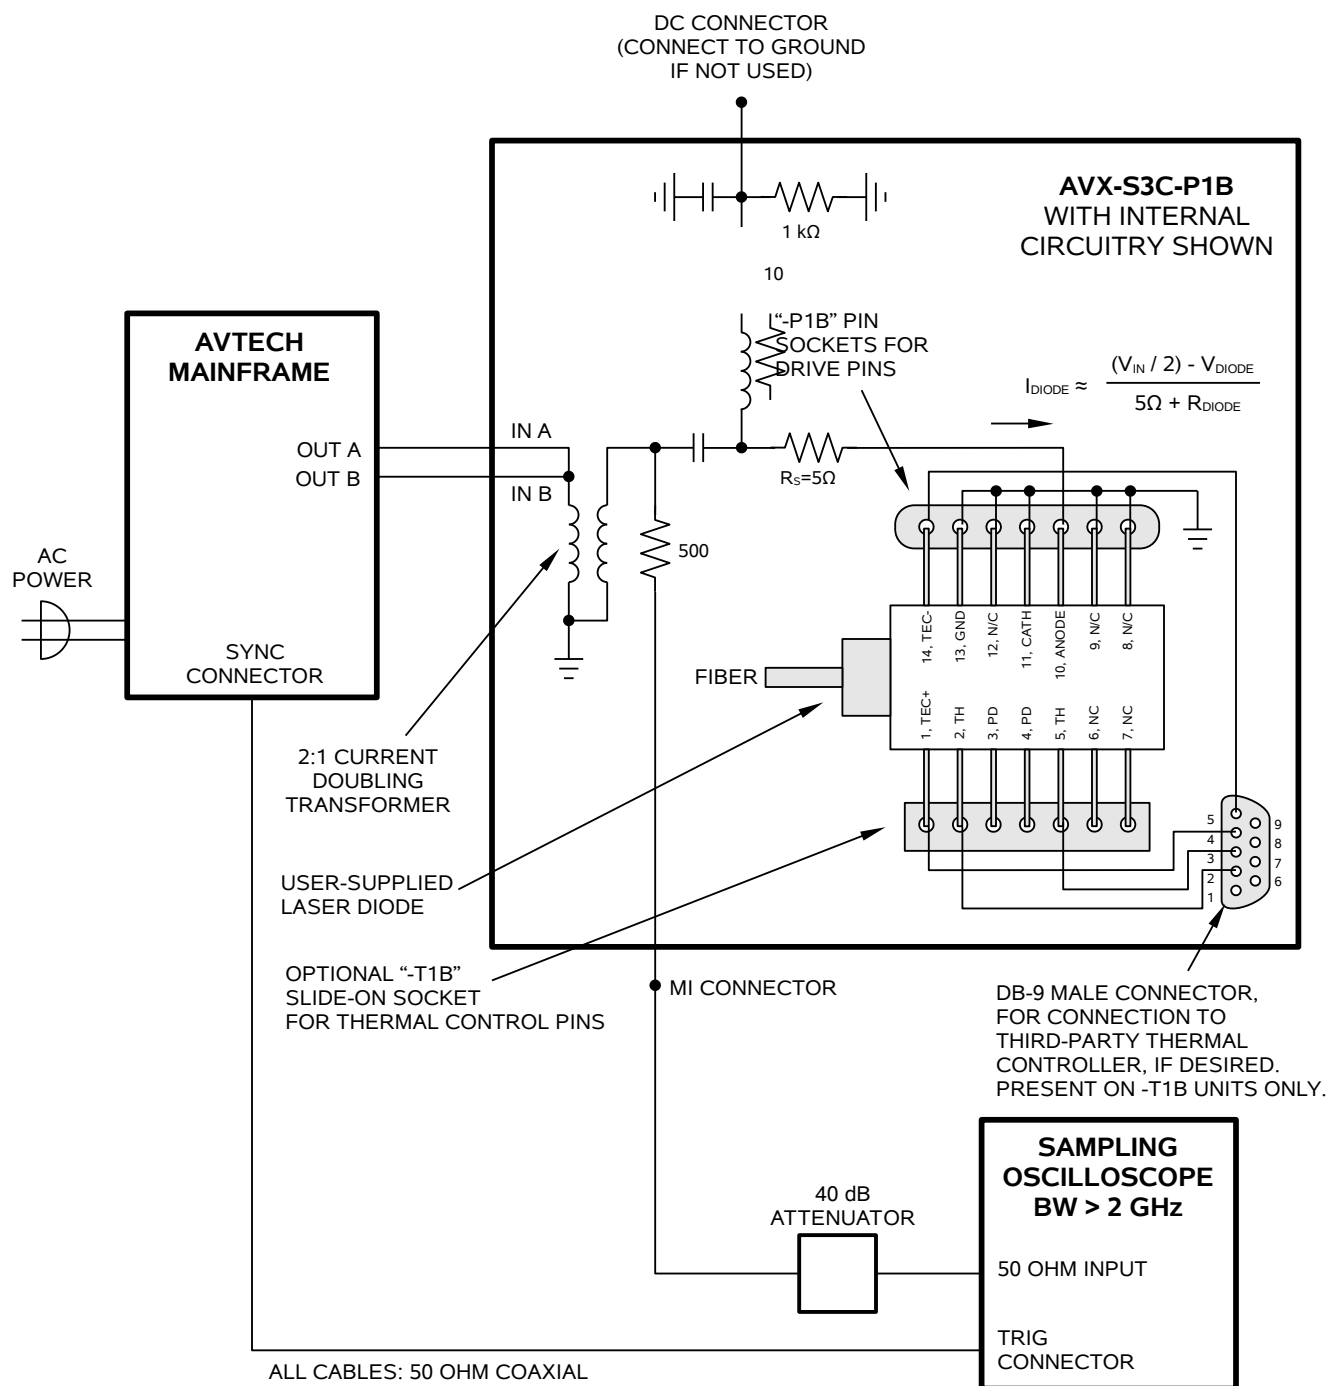 DC CONNECTOR
(CONNECT TO GROUND
IF NOT USED)
AVX-S3C-P1B
WITH INTERNAL
CIRCUITRY SHOWN
1 kΩ
10
"-P1B" PIN
SOCKETS FOR
DRIVE PINS
I_DIODE ≈ (V_IN / 2) - V_DIODE
5Ω + R_DIODE
AVTECH
MAINFRAME
OUT A
OUT B
IN A
IN B
R_S=5Ω
500
AC
POWER
SYNC
CONNECTOR
14, TEC-
13, GND
12, N/C
11, CATH
10, ANODE
9, N/C
8, N/C
FIBER
1, TEC+
2, TH
3, PD
4, PD
5, TH
6, NC
7, NC
2:1 CURRENT
DOUBLING
TRANSFORMER
5
4
3
2
1
9
8
7
6
USER-SUPPLIED
LASER DIODE
OPTIONAL “-T1B”
SLIDE-ON SOCKET
FOR THERMAL CONTROL PINS
MI CONNECTOR
DB-9 MALE CONNECTOR,
FOR CONNECTION TO
THIRD-PARTY THERMAL
CONTROLLER, IF DESIRED.
PRESENT ON -T1B UNITS ONLY.
40 dB
ATTENUATOR
SAMPLING
OSCILLOSCOPE
BW > 2 GHz
50 OHM INPUT
TRIG
CONNECTOR
ALL CABLES: 50 OHM COAXIAL